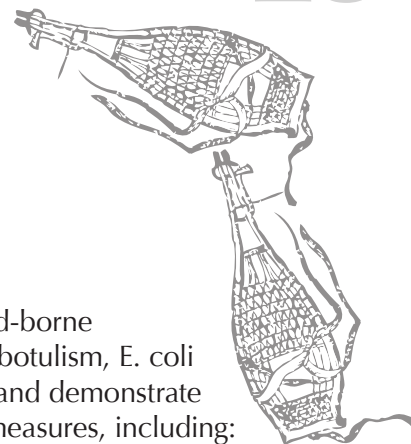 d-borne
botulism, E. coli
and demonstrate
measures, including: